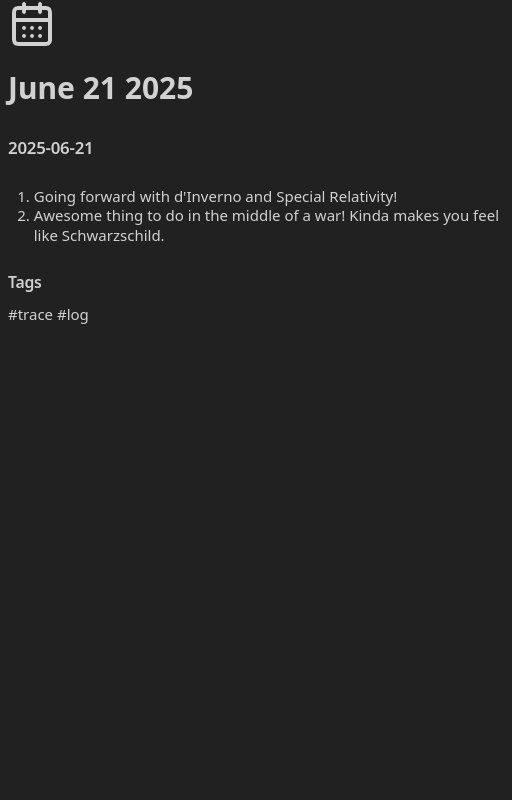 June 21 2025
2025-06-21
1. Going forward with d'Inverno and Special Relativity!
2. Awesome thing to do in the middle of a war! Kinda makes you feel
like Schwarzschild.
Tags
#trace #log